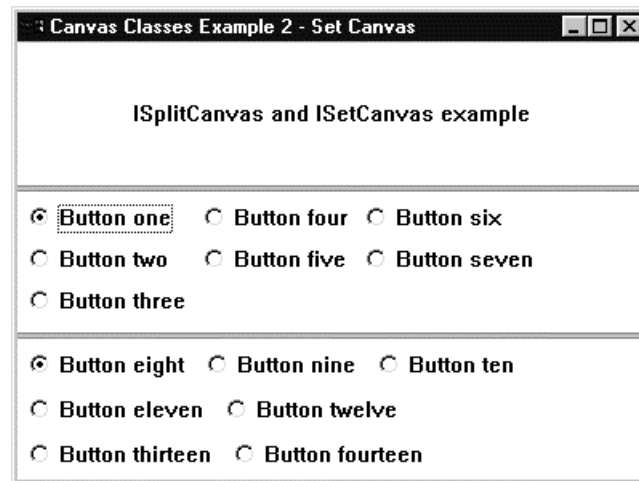 Canvas Classes Example 2 - Set Canvas
ISplitCanvas and ISetCanvas example
Button one Button four Button six
Button two Button five Button seven
Button three
Button eight Button nine Button ten
Button eleven Button twelve
Button thirteen Button fourteen